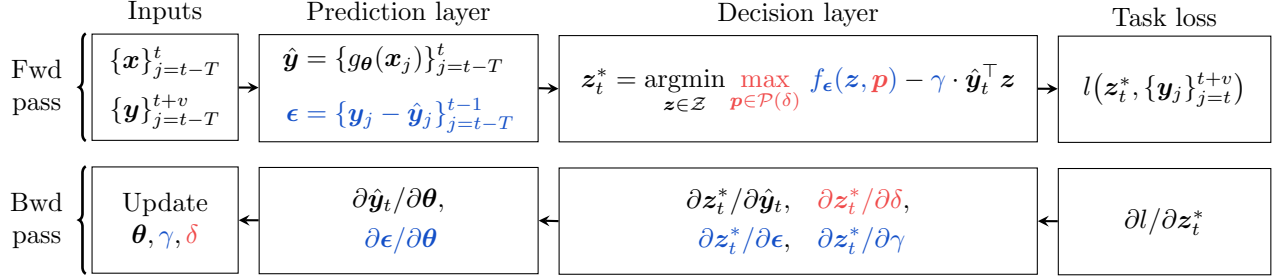 Inputs
Prediction layer
Decision layer
Task loss
Fwd
pass
{𝒙}ᵗ_{j=t−T}
{𝒚}^{t+v}_{j=t−T}
ŷ = {g_θ(𝒙_j)}^t_{j=t−T}
ϵ = {𝒚_j − ŷ_j}^{t−1}_{j=t−T}
z*_t = argmin_{z∈𝒵} max_{p∈𝒫(δ)} f_ϵ(z, p) − γ · ŷ_t^⊤ z
l(z*_t, {y_j}^{t+v}_{j=t})
Bwd
pass
Update
θ, γ, δ
∂ŷ_t/∂θ,
∂ϵ/∂θ
∂z*_t/∂ŷ_t, ∂z*_t/∂δ,
∂z*_t/∂ϵ, ∂z*_t/∂γ
∂l/∂z*_t